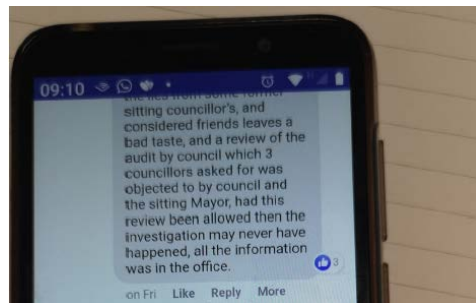 09:10
sitting councillor's, and
considered friends leaves a
bad taste, and a review of the
audit by council which 3
councillors asked for was
objected to by council and
the sitting Mayor, had this
review been allowed then the
investigation may never have
happened, all the information
was in the office.
3
on Fri Like Reply More